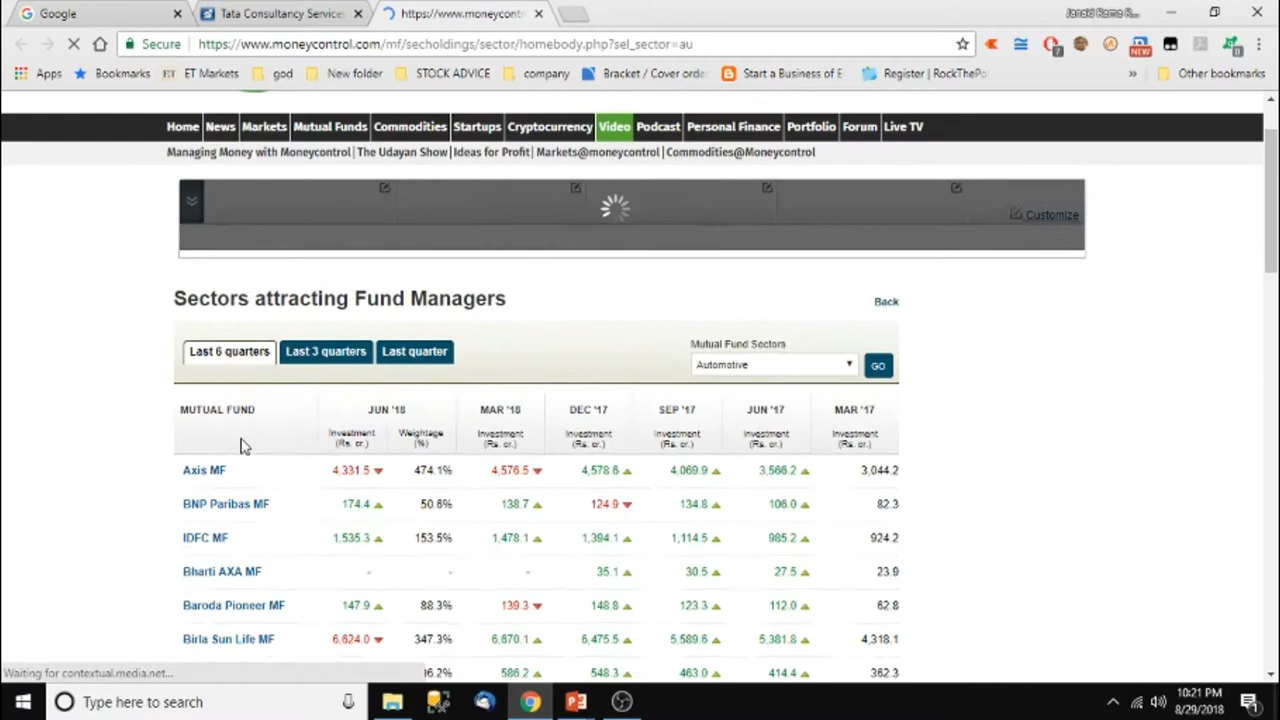 Google
Tata Consultancy Service
https://www.moneycontr
Janaki Rama R...
Secure https://www.moneycontrol.com/mf/secholdings/sector/homebody.php?sel_sector=au
7 NEW 0
Apps Bookmarks ET ET Markets god New folder STOCK ADVICE company Bracket / Cover order Start a Business of E Register | RockThePo » Other bookmarks
Home News Markets Mutual Funds Commodities Startups Cryptocurrency Video Podcast Personal Finance Portfolio Forum Live TV
Managing Money with Moneycontrol | The Udayan Show | Ideas for Profit | Markets@moneycontrol | Commodities@Moneycontrol
Customize
Sectors attracting Fund Managers
Back
Last 6 quarters Last 3 quarters Last quarter
Mutual Fund Sectors
Automotive GO
MUTUAL FUND JUN '18 MAR '18 DEC '17 SEP '17 JUN '17 MAR '17
Investment (Rs. cr.) Weightage (%) Investment (Rs. cr.) Investment (Rs. cr.) Investment (Rs. cr.) Investment (Rs. cr.) Investment (Rs. cr.)
Axis MF 4,331.5 474.1% 4,576.5 4,578.6 4,069.9 3,566.2 3,044.2
BNP Paribas MF 174.4 50.6% 138.7 124.9 134.8 106.0 82.3
IDFC MF 1,535.3 153.5% 1,478.1 1,394.1 1,114.5 985.2 924.2
Bharti AXA MF - - - 35.1 30.5 27.5 23.9
Baroda Pioneer MF 147.9 88.3% 139.3 148.8 123.3 112.0 62.8
Birla Sun Life MF 6,624.0 347.3% 6,670.1 6,475.5 5,589.6 5,381.8 4,318.1
6.2% 586.2 548.3 463.0 414.4 362.3
Waiting for contextual.media.net...
Type here to search
10:21 PM
8/29/2018
1